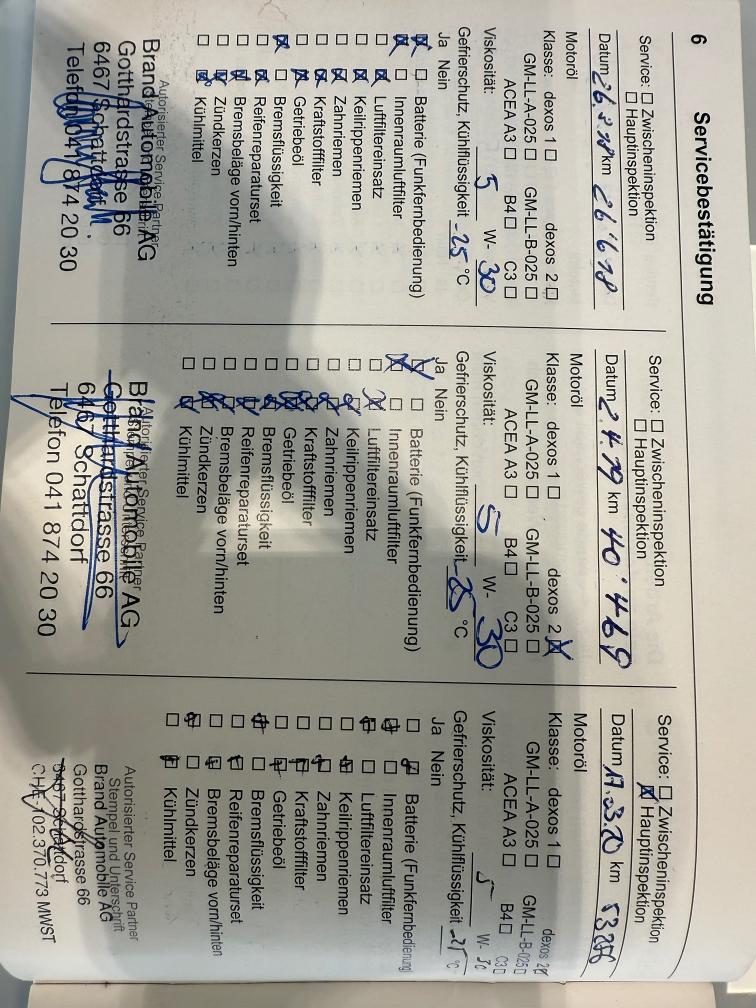 6
Servicebestätigung
Service: ☐ Zwischeninspektion
☐ Hauptinspektion
Datum 26.3.18 km 26'678
Motoröl
Klasse: dexos 1 ☐ dexos 2 ☐
GM-LL-A-025 ☐ GM-LL-B-025 ☐
ACEA A3 ☐ B4 ☐ C3 ☐
Viskosität: 5 W- 30
Gefrierschutz, Kühlflüssigkeit -25 °C
Ja Nein
☒ ☐ Batterie (Funkfernbedienung)
☒ ☐ Innenraumluftfilter
☐ ☒ Luftfiltereinsatz
☐ ☒ Keilrippenriemen
☐ ☒ Zahnriemen
☐ ☒ Kraftstofffilter
☐ ☒ Getriebeöl
☒ ☐ Bremsflüssigkeit
☐ ☒ Reifenreparaturset
☐ ☒ Bremsbeläge vorn/hinten
☐ ☒ Zündkerzen
☐ ☒ Kühlmittel
Autorisierter Service Partner
Brand Automobile AG
Gotthardstrasse 66
6467 Schattdorf
Telefon 041 874 20 30
Service: ☐ Zwischeninspektion
☐ Hauptinspektion
Datum 2.4.19 km 40'469
Motoröl
Klasse: dexos 1 ☐ dexos 2 ☒
GM-LL-A-025 ☐ GM-LL-B-025 ☐
ACEA A3 ☐ B4 ☐ C3 ☐
Viskosität: 5 W- 30
Gefrierschutz, Kühlflüssigkeit -25 °C
Ja Nein
☒ ☐ Batterie (Funkfernbedienung)
☒ ☐ Innenraumluftfilter
☐ ☒ Luftfiltereinsatz
☐ ☒ Keilrippenriemen
☐ ☒ Zahnriemen
☐ ☒ Kraftstofffilter
☐ ☒ Getriebeöl
☐ ☒ Bremsflüssigkeit
☐ ☒ Reifenreparaturset
☐ ☒ Bremsbeläge vorn/hinten
☐ ☒ Zündkerzen
☐ ☒ Kühlmittel
Autorisierter Service Partner
Brand Automobile AG
Gotthardstrasse 66
6467 Schattdorf
Telefon 041 874 20 30
Service: ☐ Zwischeninspektion
☒ Hauptinspektion
Datum 17.3.20 km 53256
Motoröl
Klasse: dexos 1 ☐ dexos 2 ☒
GM-LL-A-025 ☐ GM-LL-B-025 ☐
ACEA A3 ☐ B4 ☐ C3 ☐
Viskosität: 5 W- 30
Gefrierschutz, Kühlflüssigkeit °C
Ja Nein
☐ ☒ Batterie (Funkfernbedienung)
☒ ☐ Innenraumluftfilter
☒ ☐ Luftfiltereinsatz
☐ ☒ Keilrippenriemen
☐ ☒ Zahnriemen
☐ ☒ Kraftstofffilter
☐ ☒ Getriebeöl
☒ ☐ Bremsflüssigkeit
☐ ☒ Reifenreparaturset
☐ ☒ Bremsbeläge vorn/hinten
☒ ☐ Zündkerzen
☐ ☒ Kühlmittel
Autorisierter Service Partner
Stempel und Unterschrift
Brand Automobile AG
Gotthardstrasse 66
6467 Schattdorf
CHE-102.370.773 MWST